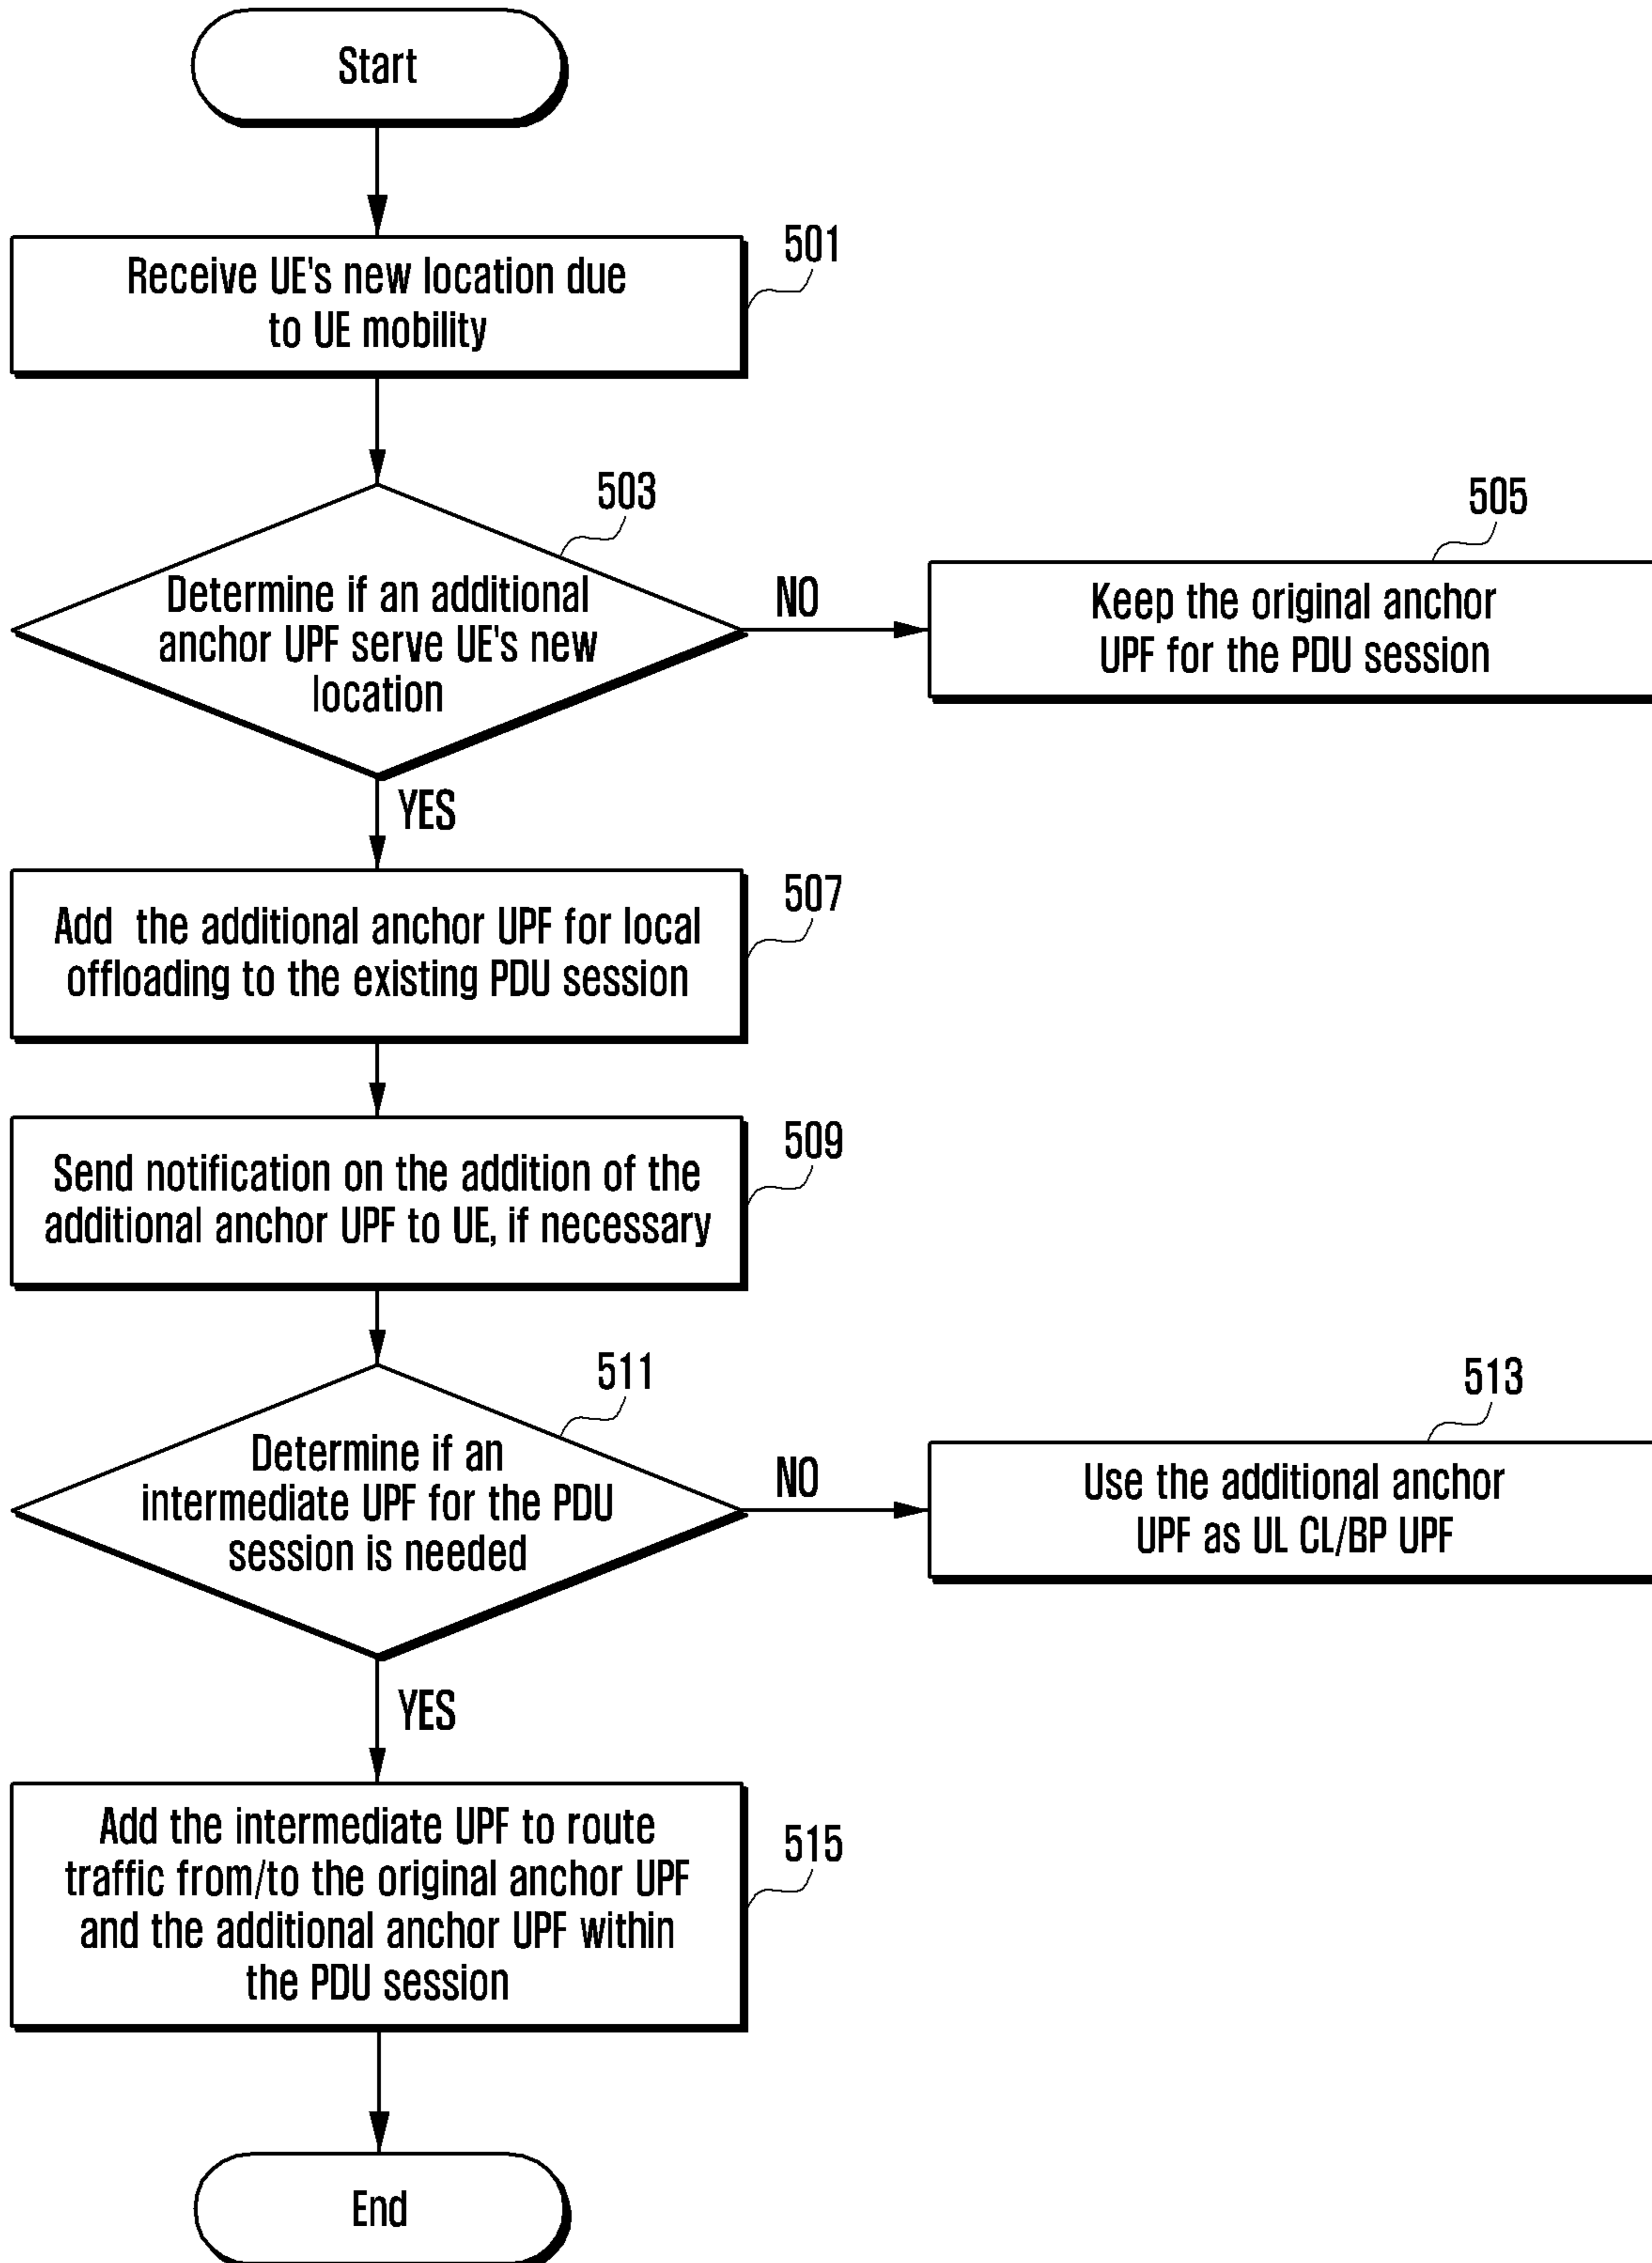 Start
501
Receive UE's new location due
to UE mobility
503
Determine if an additional
anchor UPF serve UE's new
location
NO
505
Keep the original anchor
UPF for the PDU session
YES
507
Add the additional anchor UPF for local
offloading to the existing PDU session
509
Send notification on the addition of the
additional anchor UPF to UE, if necessary
511
Determine if an
intermediate UPF for the PDU
session is needed
NO
513
Use the additional anchor
UPF as UL CL/BP UPF
YES
515
Add the intermediate UPF to route
traffic from/to the original anchor UPF
and the additional anchor UPF within
the PDU session
End